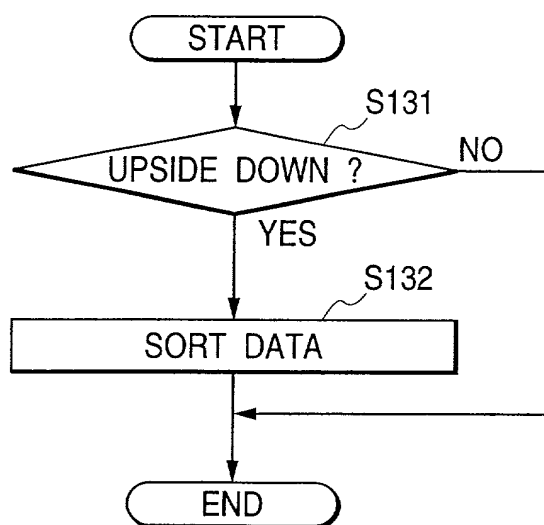 START
S131
UPSIDE DOWN ?
NO
YES
S132
SORT DATA
END